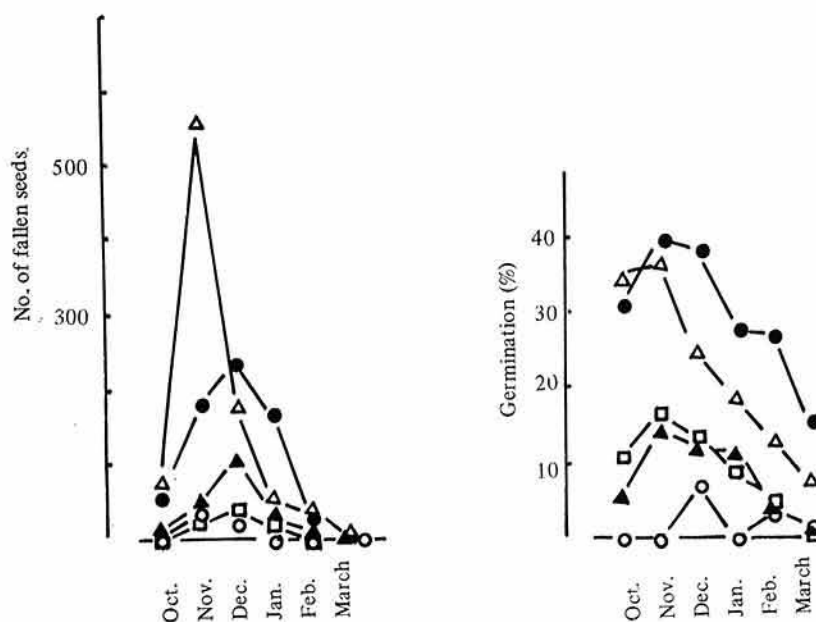 No. of fallen seeds
500
300
Oct.
Nov.
Dec.
Jan.
Feb.
March
Germination (%)
40
30
20
10
Oct.
Nov.
Dec.
Jan.
Feb.
March